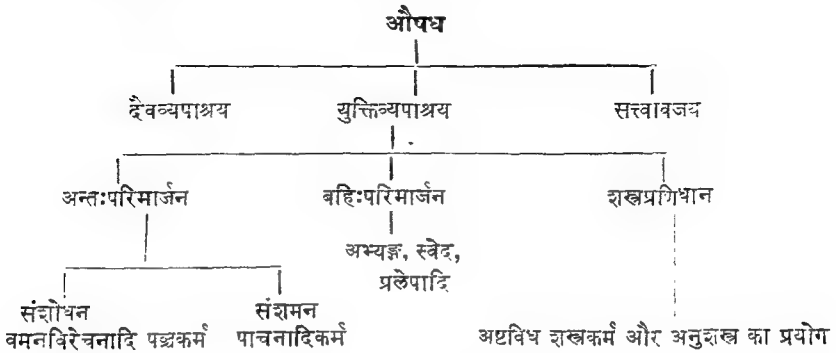 औषध
दैवव्यपाश्रय युक्तिव्यपाश्रय सत्त्वावजय
अन्तःपरिमार्जन बहिःपरिमार्जन शस्त्रप्रणिधान
अभ्यङ्ग, स्वेद,
प्रलेपादि
संशोधन संशमन
वमनविरेचनादि पञ्चकर्म पाचनादिकर्म अष्टविध शस्त्रकर्म और अनुशस्त्र का प्रयोग